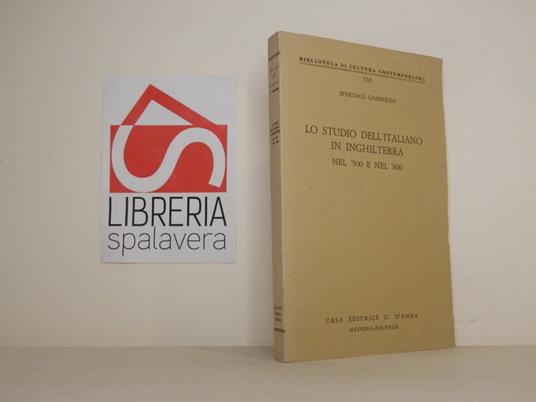 LIBRERIA
spalavera
BIBLIOTECA DI CULTURA CONTEMPORANEA
CVI
SPARTACO GAMBERINI
LO STUDIO DELL'ITALIANO
IN INGHILTERRA
NEL '500 E NEL '600
CASA EDITRICE G. D'ANNA
MESSINA-FIRENZE